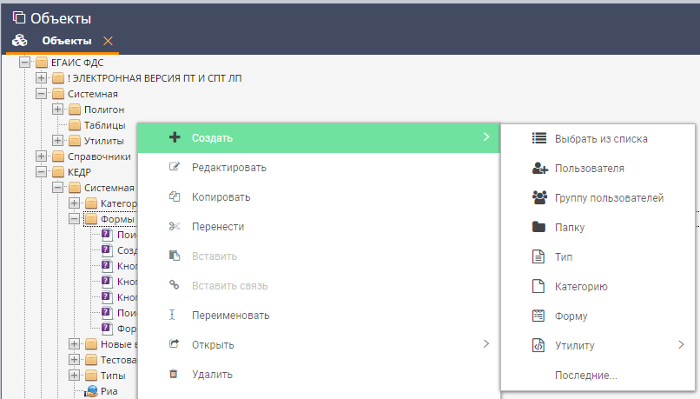 Объекты
Объекты
ЕГАИС ФДС
! ЭЛЕКТРОННАЯ ВЕРСИЯ ПТ И СПТ ЛП
Системная
Полигон
Таблицы
Утилиты
Справочники
КЕДР
Системная
Категор
Формы
Пои
Созд
Кноп
Кноп
Кноп
Пои
Фор
Новые в
Тестова
Типы
Риа
Создать
Редактировать
Копировать
Перенести
Вставить
Вставить связь
Переименовать
Открыть
Удалить
Выбрать из списка
Пользователя
Группу пользователей
Папку
Тип
Категорию
Форму
Утилиту
Последние...